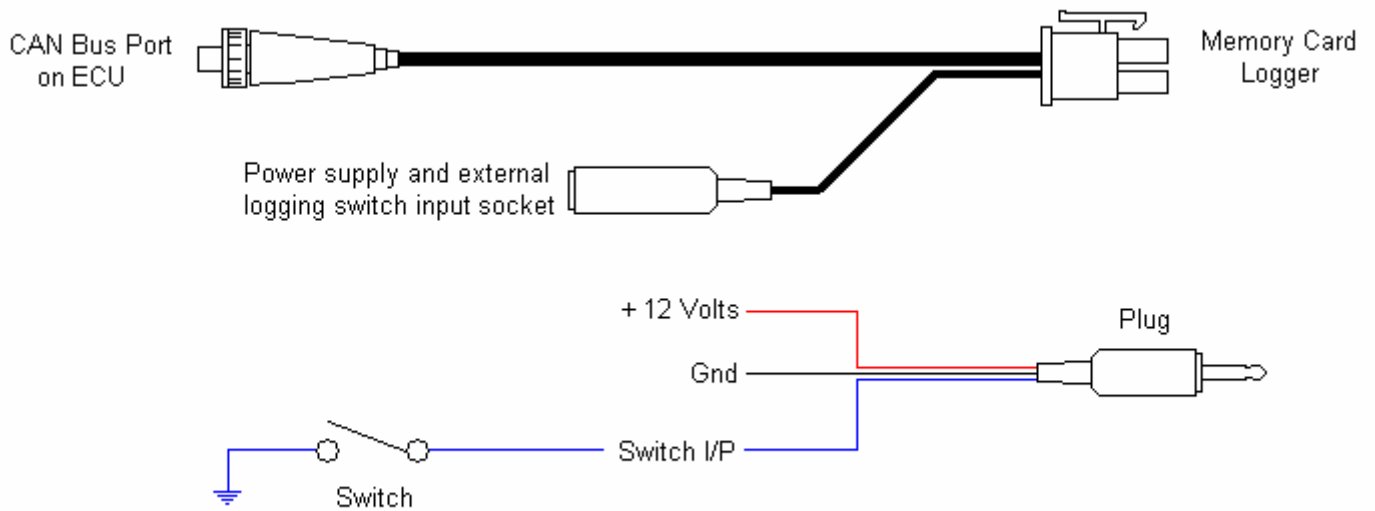 CAN Bus Port
on ECU
Memory Card
Logger
Power supply and external
logging switch input socket
+ 12 Volts
Plug
Gnd
Switch I/P
Switch